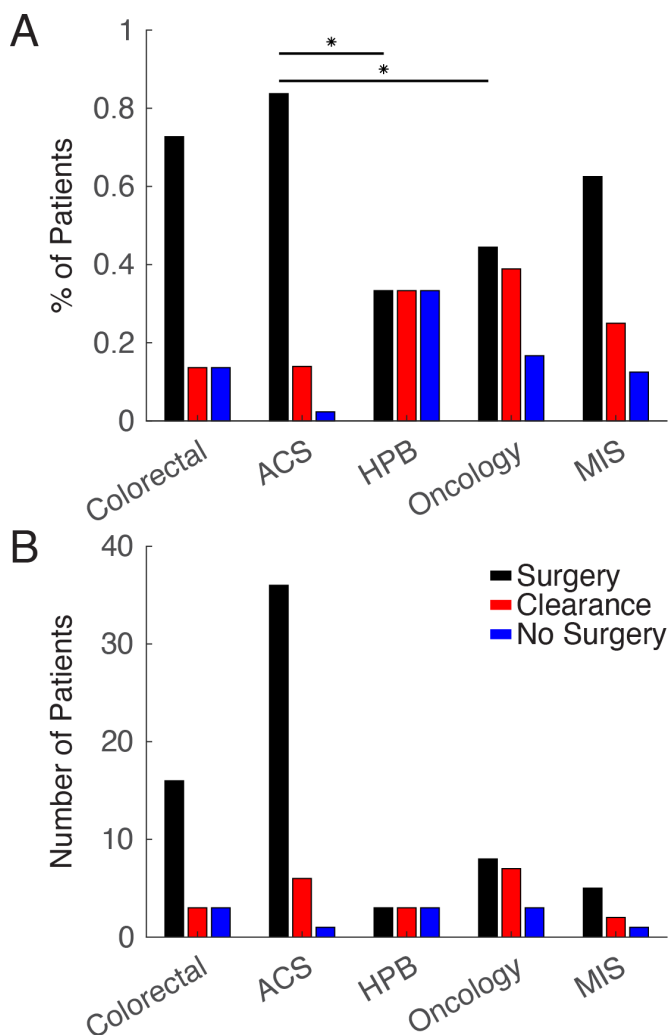 A
1
0.8
0.6
0.4
0.2
0
% of Patients
*
*
Colorectal
ACS
HPB
Oncology
MIS
B
40
30
20
10
0
Number of Patients
Surgery
Clearance
No Surgery
Colorectal
ACS
HPB
Oncology
MIS